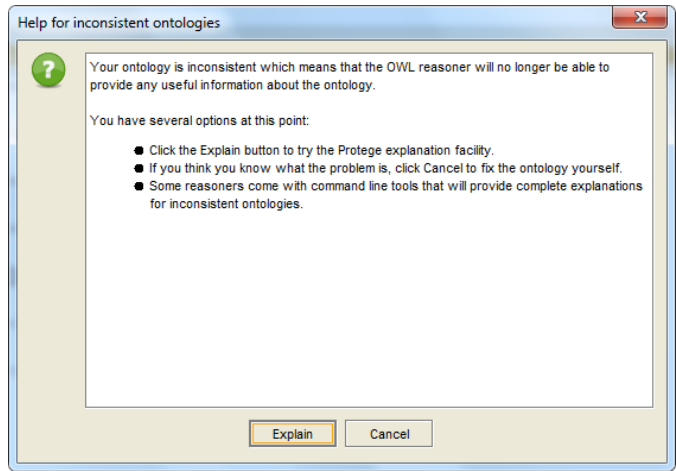 Help for inconsistent ontologies
Your ontology is inconsistent which means that the OWL reasoner will no longer be able to
provide any useful information about the ontology.
You have several options at this point:
Click the Explain button to try the Protege explanation facility.
If you think you know what the problem is, click Cancel to fix the ontology yourself.
Some reasoners come with command line tools that will provide complete explanations
for inconsistent ontologies.
Explain Cancel